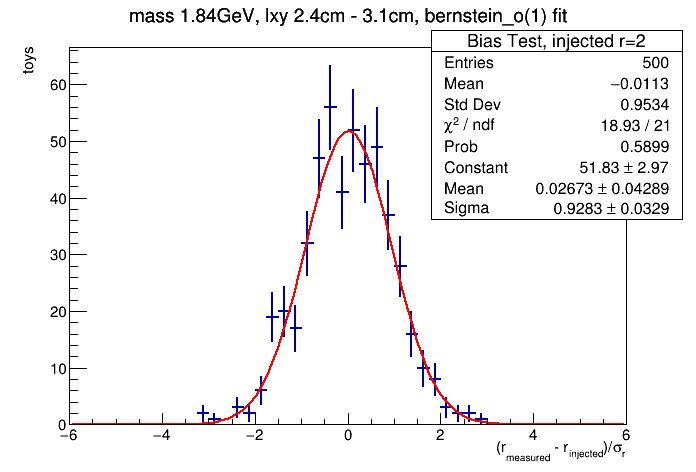 mass 1.84GeV, lxy 2.4cm - 3.1cm, bernstein_o(1) fit
Bias Test, injected r=2
Entries 500
Mean −0.0113
Std Dev 0.9534
χ² / ndf 18.93 / 21
Prob 0.5899
Constant 51.83 ± 2.97
Mean 0.02673 ± 0.04289
Sigma 0.9283 ± 0.0329
toys
60
50
40
30
20
10
0
−6 −4 −2 0 2 4 6
(r_measured - r_injected)/σ_r